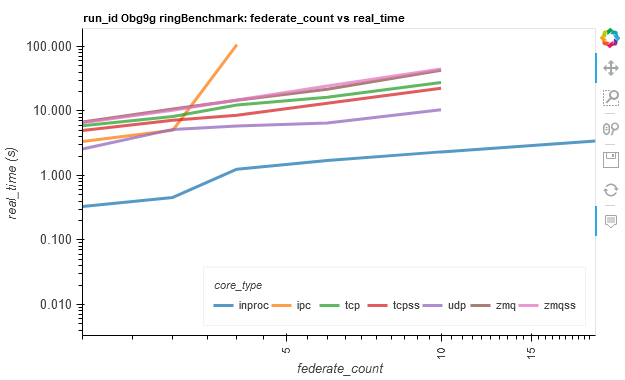 run_id Obg9g ringBenchmark: federate_count vs real_time
100.000
10.000
1.000
0.100
0.010
real_time (s)
core_type
inproc ipc tcp tcpss udp zmq zmqss
5 10 15
federate_count